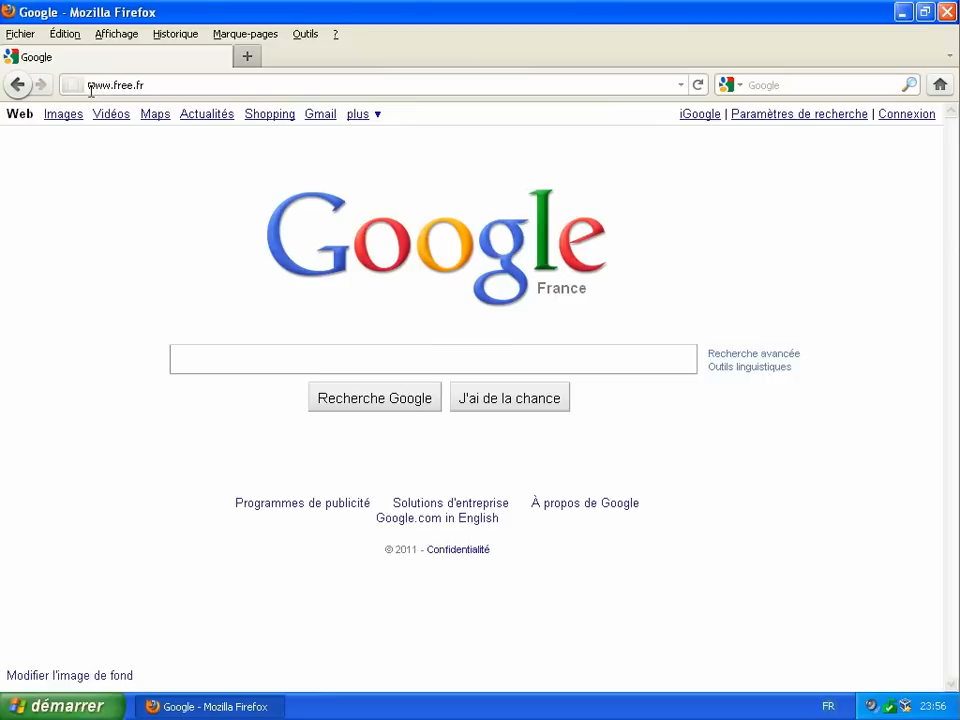 Google - Mozilla Firefox
Fichier Édition Affichage Historique Marque-pages Outils ?
Google
www.free.fr Google
Web Images Vidéos Maps Actualités Shopping Gmail plus ▼ iGoogle | Paramètres de recherche | Connexion
Google
France
Recherche avancée
Outils linguistiques
Recherche Google J'ai de la chance
Programmes de publicité Solutions d'entreprise À propos de Google
Google.com in English
© 2011 - Confidentialité
Modifier l'image de fond
démarrer Google - Mozilla Firefox FR 23:56